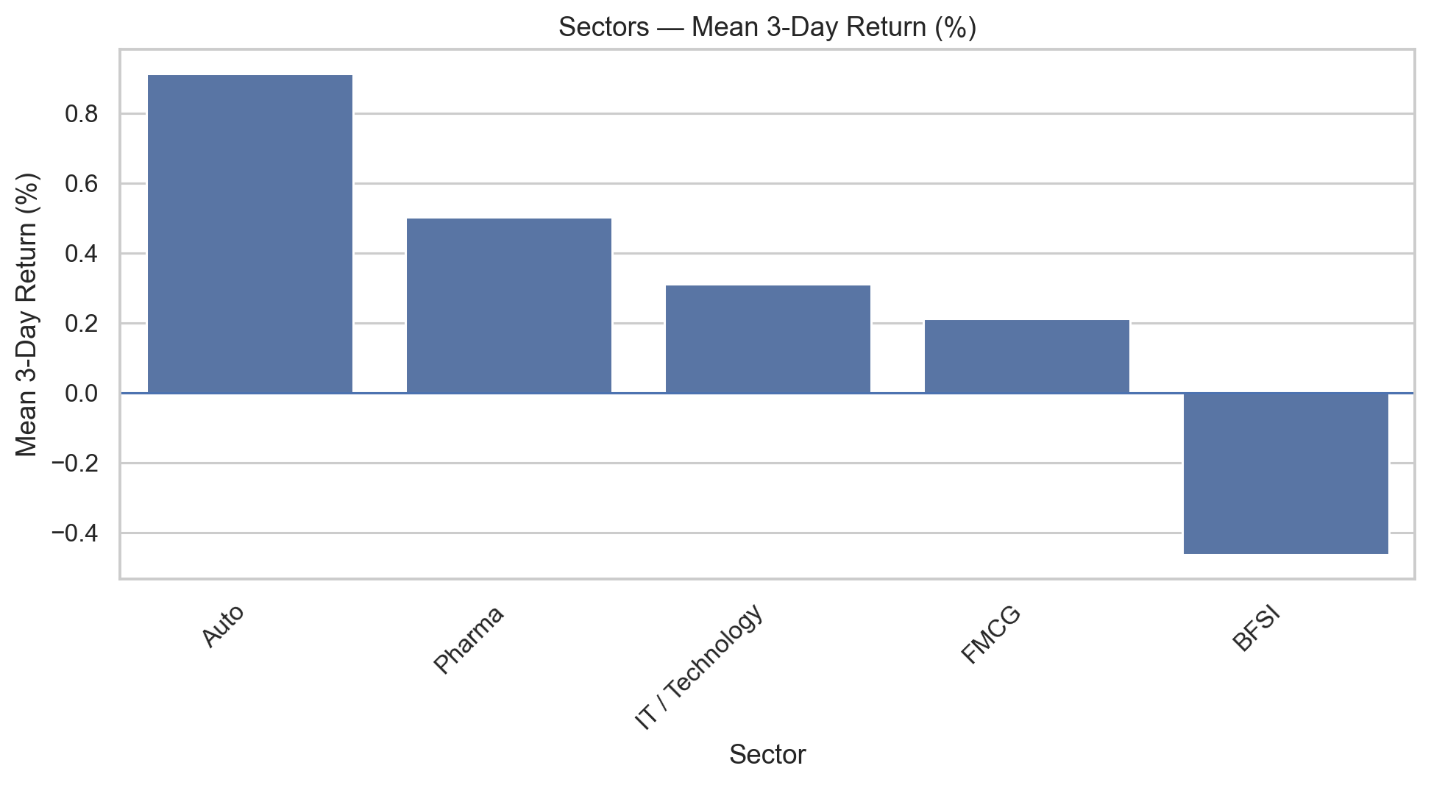 Sectors — Mean 3-Day Return (%)
Mean 3-Day Return (%)
0.8
0.6
0.4
0.2
0.0
−0.2
−0.4
Auto
Pharma
IT / Technology
FMCG
BFSI
Sector